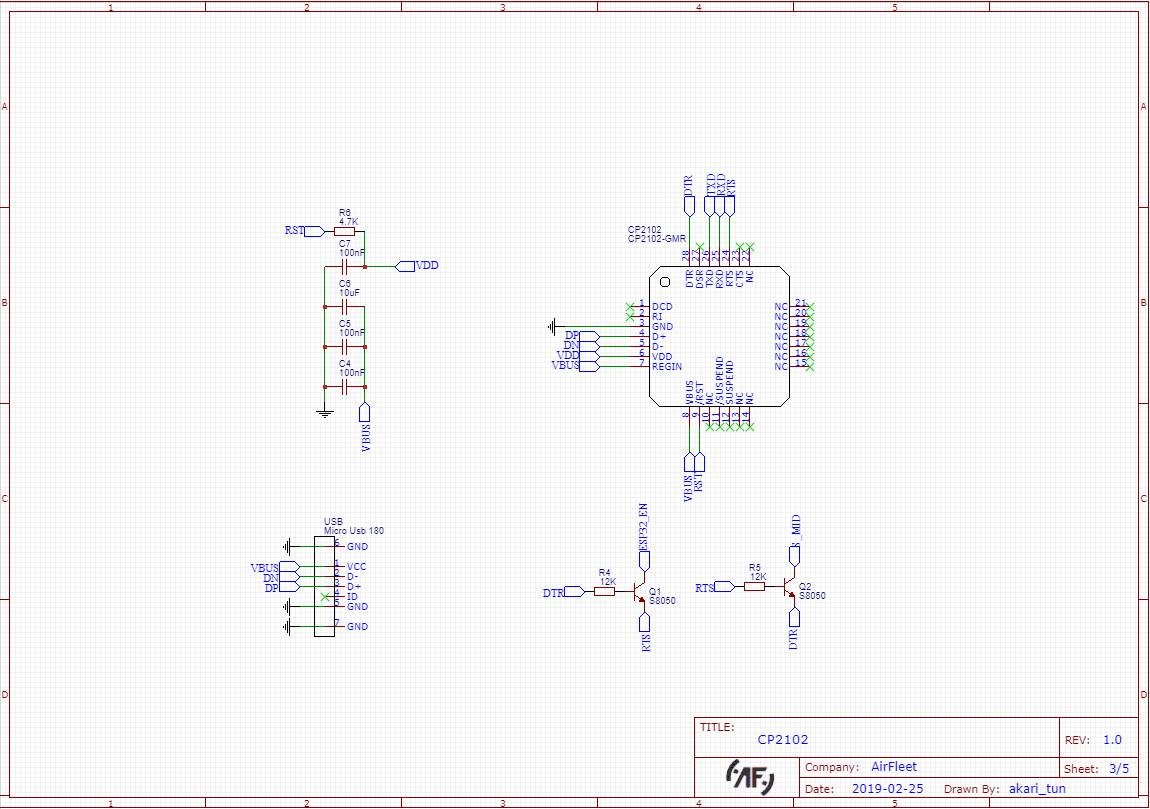 1 2 3 4 5
A A
DTR TXD RXD RTS
R6
4.7K
RST
C7
100nF
VDD
C6
10uF
C5
100nF
C4
100nF
VBUS
CP2102
CP2102-GMR
28 27 26 25 24 23 22
DTR DSR TXD RXD RTS CTS NC
B B
1 DCD
2 RI
3 GND
DP 4 D+
DN 5 D-
VDD 6 VDD
VBUS 7 REGIN
NC 21
NC 20
NC 19
NC 18
NC 17
NC 16
NC 15
VBUS /RST NC /SUSPEND SUSPEND NC NC
8 9 10 11 12 13 14
VBUS RST
C C
USB
Micro Usb 180
6 GND
VBUS 1 VCC
DN 2 D-
DP 3 D+
4 ID
5 GND
7 GND
ESP32_EN
R4
12K
DTR
Q1
S8050
RTS
S_MID
R5
12K
RTS
Q2
S8050
DTR
D D
TITLE:
CP2102
REV: 1.0
AF
Company: AirFleet
Sheet: 3/5
Date: 2019-02-25 Drawn By: akari_tun
1 2 3 4 5